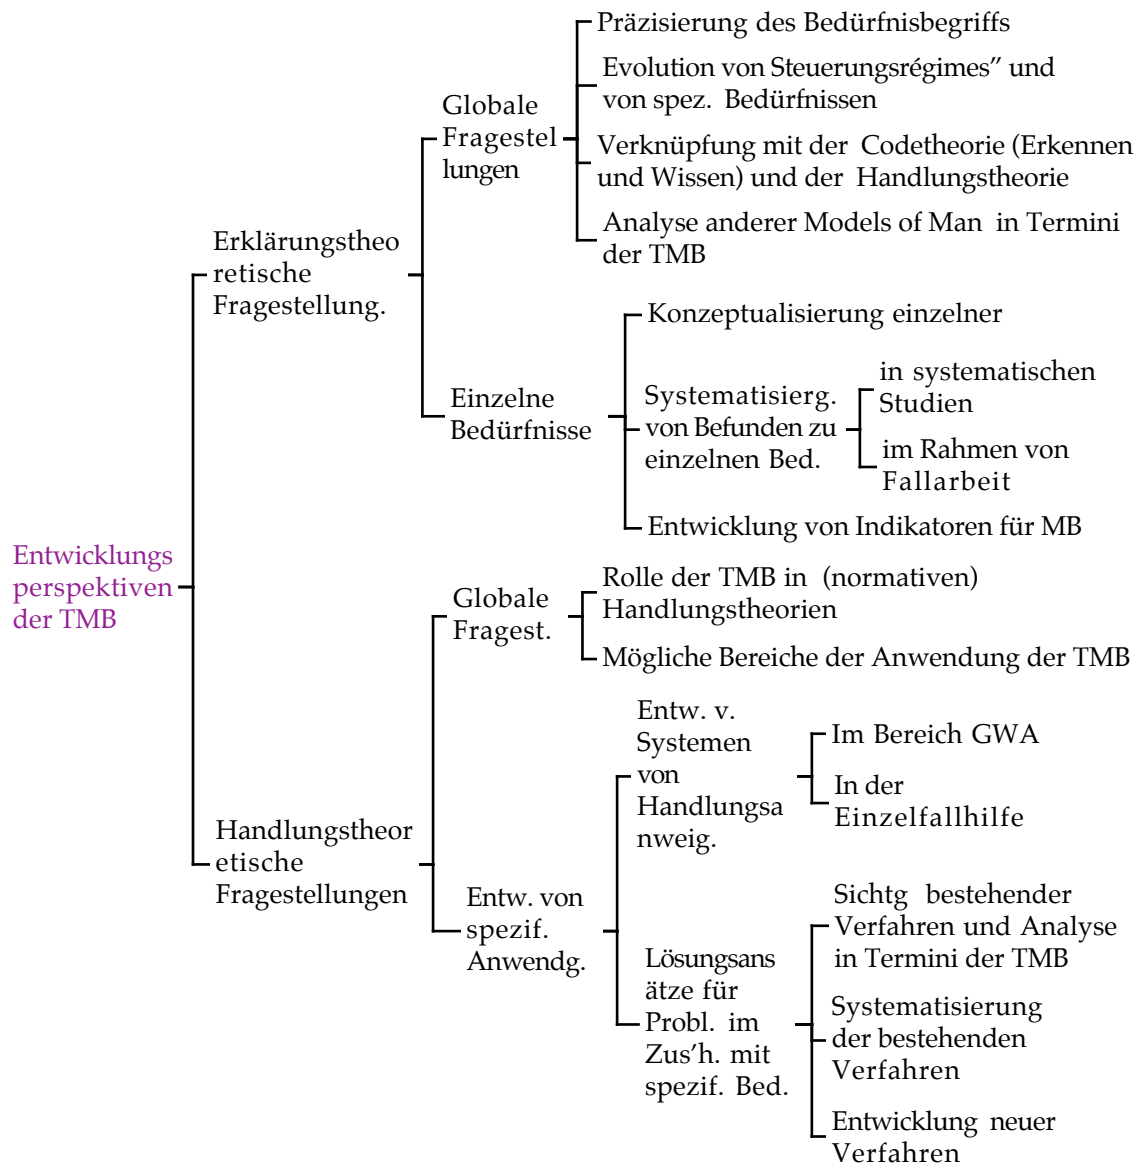 Entwicklungs
perspektiven
der TMB
Erklärungstheo
retische
Fragestellung.
Globale
Fragestel
lungen
Präzisierung des Bedürfnisbegriffs
Evolution von Steuerungsrégimes” und
von spez. Bedürfnissen
Verknüpfung mit der Codetheorie (Erkennen
und Wissen) und der Handlungstheorie
Analyse anderer Models of Man in Termini
der TMB
Einzelne
Bedürfnisse
Konzeptualisierung einzelner
Systematisierg.
von Befunden zu
einzelnen Bed.
in systematischen
Studien
im Rahmen von
Fallarbeit
Entwicklung von Indikatoren für MB
Handlungstheor
etische
Fragestellungen
Globale
Fragest.
Rolle der TMB in (normativen)
Handlungstheorien
Mögliche Bereiche der Anwendung der TMB
Entw. von
spezif.
Anwendg.
Entw. v.
Systemen
von
Handlungsa
nweig.
Im Bereich GWA
In der
Einzelfallhilfe
Lösungsans
ätze für
Probl. im
Zus’h. mit
spezif. Bed.
Sichtg bestehender
Verfahren und Analyse
in Termini der TMB
Systematisierung
der bestehenden
Verfahren
Entwicklung neuer
Verfahren